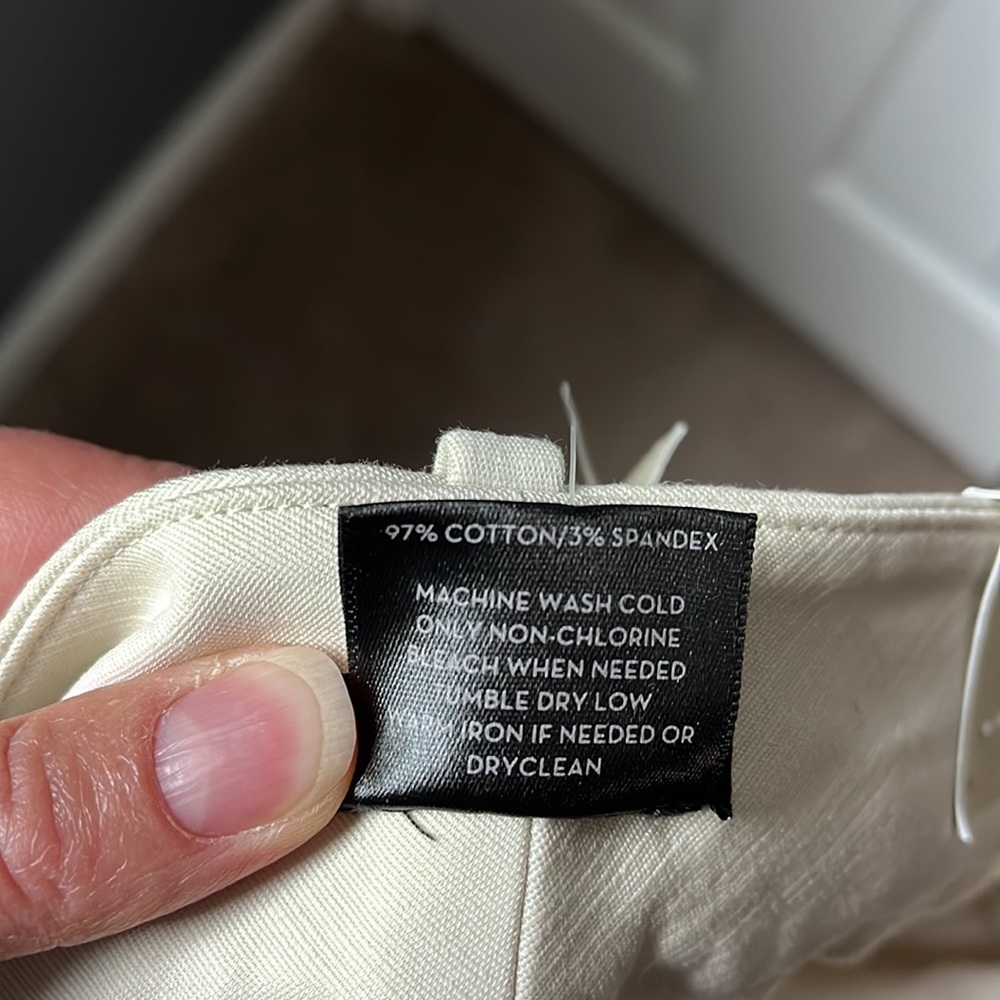 97% COTTON/3% SPANDEX
MACHINE WASH COLD
ONLY NON-CHLORINE
BLEACH WHEN NEEDED
TUMBLE DRY LOW
IRON IF NEEDED OR
DRYCLEAN